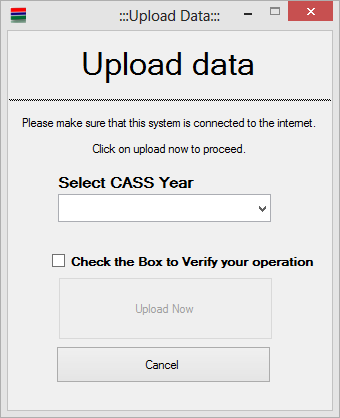 :::Upload Data:::
Upload data
Please make sure that this system is connected to the internet.
Click on upload now to proceed.
Select CASS Year
Check the Box to Verify your operation
Upload Now
Cancel